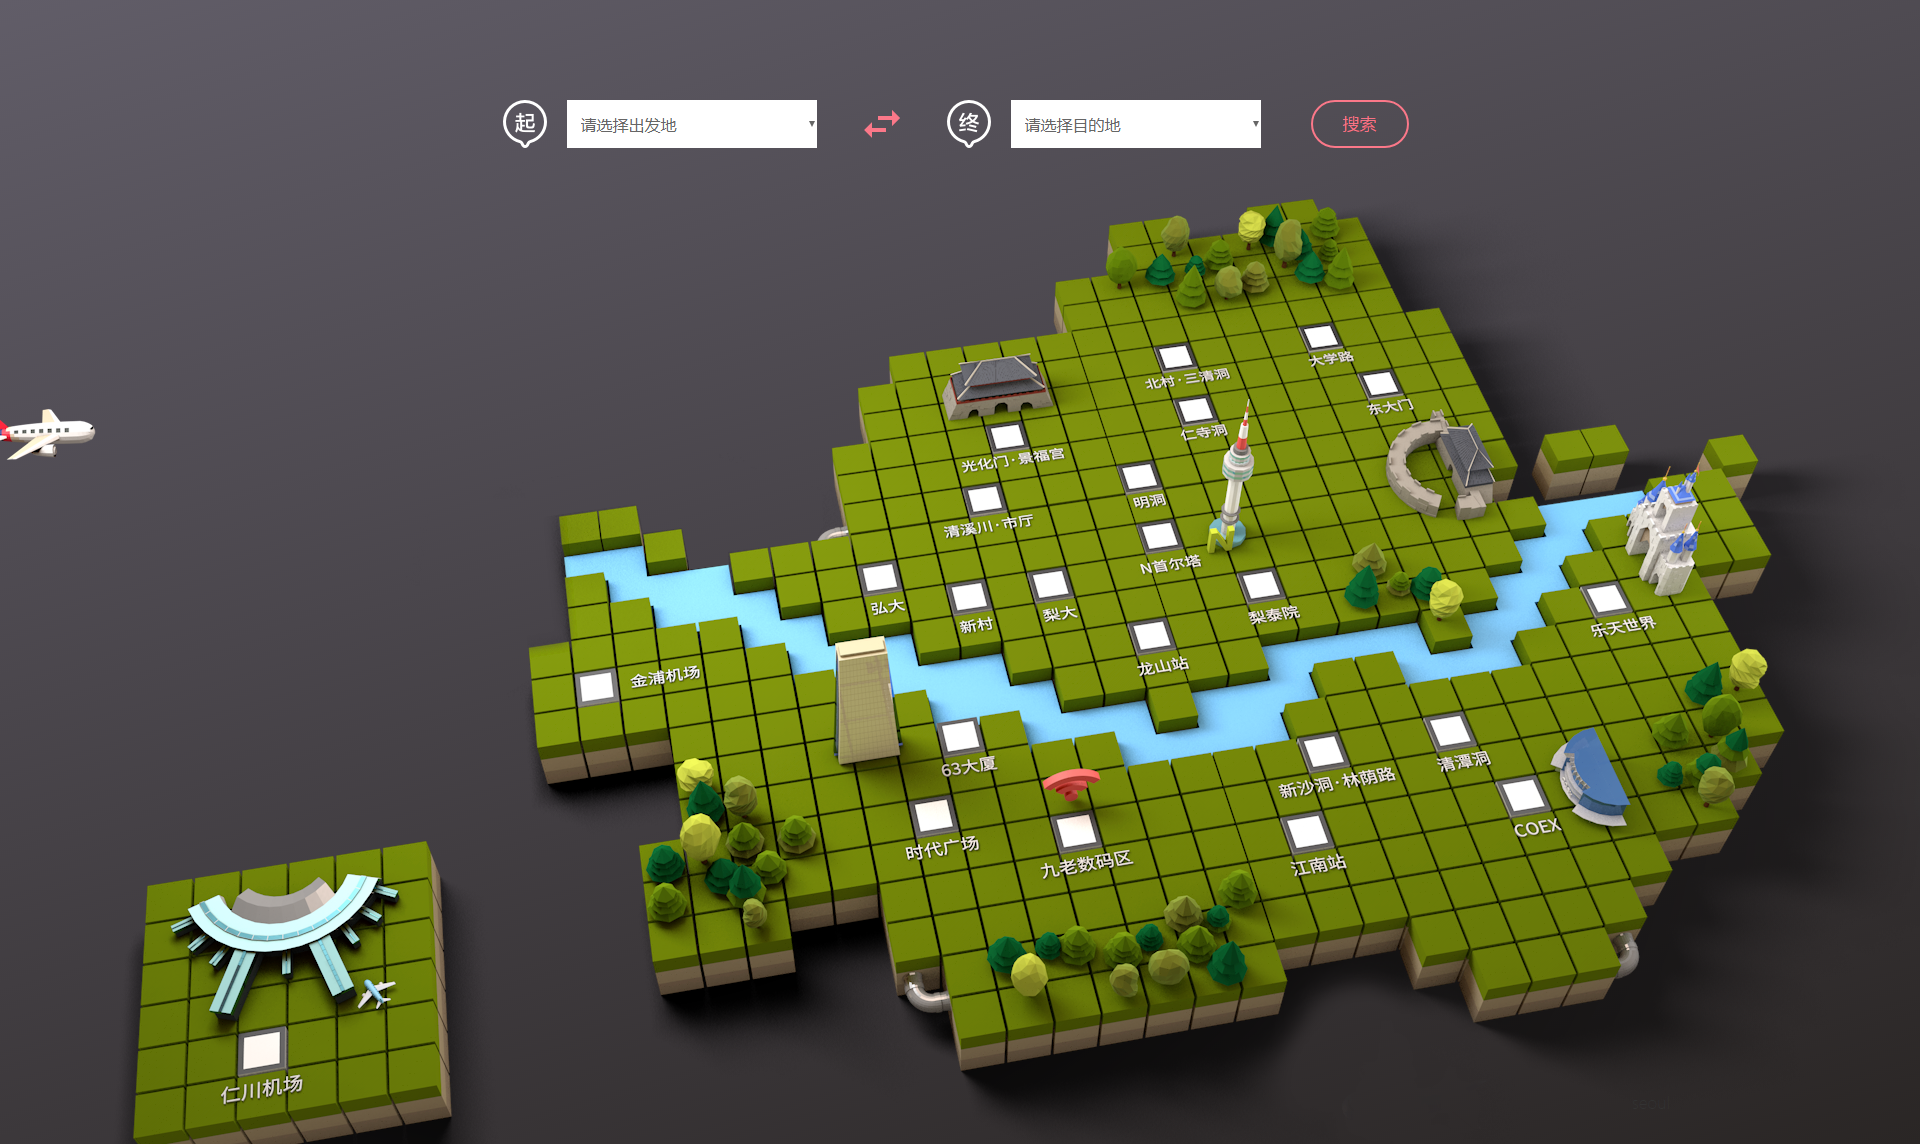 起
请选择出发地
终
请选择目的地
搜索
大学路
北村·三清洞
东大门
仁寺洞
光化门·景福宫
明洞
清溪川·市厅
N首尔塔
N
弘大
新村
梨大
梨泰院
乐天世界
龙山站
金浦机场
63大厦
新沙洞·林荫路
清潭洞
COEX
时代广场
九老数码区
江南站
仁川机场
seoul